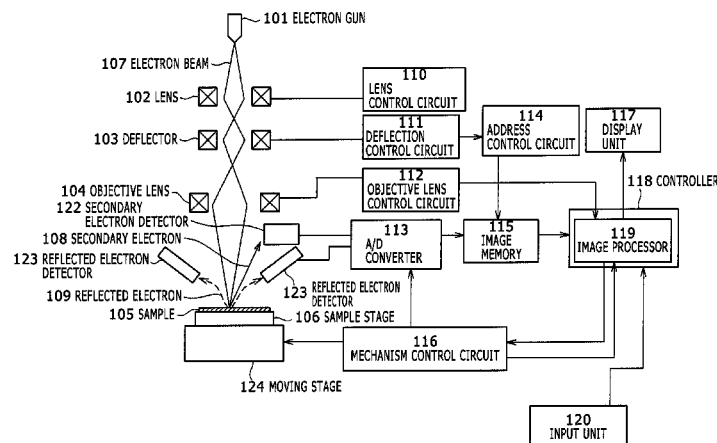 101 ELECTRON GUN
107 ELECTRON BEAM
102 LENS
103 DEFLECTOR
104 OBJECTIVE LENS
122 SECONDARY
ELECTRON DETECTOR
108 SECONDARY ELECTRON
123 REFLECTED ELECTRON
DETECTOR
109 REFLECTED ELECTRON
105 SAMPLE
110
LENS
CONTROL CIRCUIT
111
DEFLECTION
CONTROL CIRCUIT
112
OBJECTIVE LENS
CONTROL CIRCUIT
114
ADDRESS
CONTROL CIRCUIT
117
DISPLAY
UNIT
118 CONTROLLER
113
A/D
CONVERTER
115
IMAGE
MEMORY
119
IMAGE PROCESSOR
123 REFLECTED ELECTRON
DETECTOR
106 SAMPLE STAGE
116
MECHANISM CONTROL CIRCUIT
124 MOVING STAGE
120
INPUT UNIT